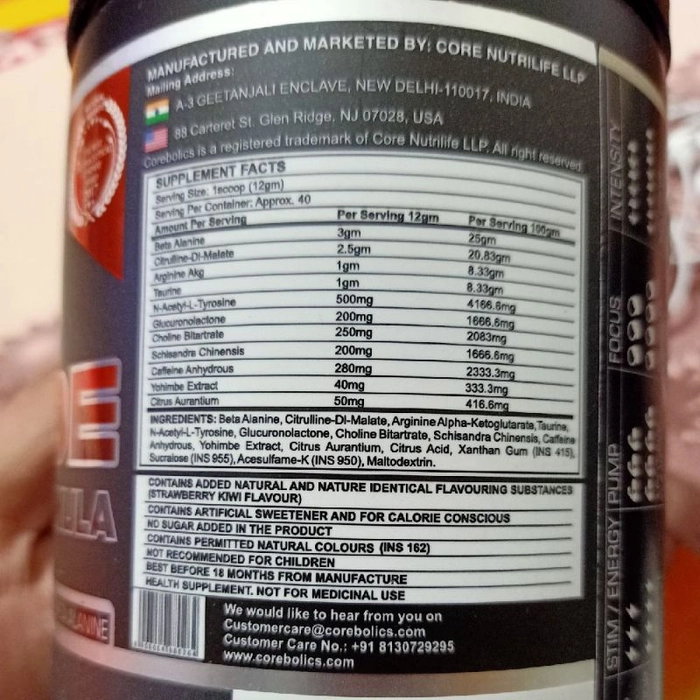 MANUFACTURED AND MARKETED BY: CORE NUTRILIFE LLP
Mailing Address:
A-3 GEETANJALI ENCLAVE, NEW DELHI-110017, INDIA
88 Carteret St. Glen Ridge, NJ 07028, USA
Corebolics is a registered trademark of Core Nutrilife LLP. All right reserved
SUPPLEMENT FACTS
Serving Size: 1scoop (12gm)
Serving Per Container: Approx. 40
Amount Per Serving Per Serving 12gm Per Serving 100gm
Beta Alanine 3gm 25gm
Citrulline-Dl-Malate 2.5gm 20.83gm
Arginine Akg 1gm 8.33gm
Taurine 1gm 8.33gm
N-Acetyl-L-Tyrosine 500mg 4166.6mg
Glucuronolactone 200mg 1666.6mg
Choline Bitartrate 250mg 2083mg
Schisandra Chinensis 200mg 1666.6mg
Caffeine Anhydrous 280mg 2333.3mg
Yohimbe Extract 40mg 333.3mg
Citrus Aurantium 50mg 416.6mg
INGREDIENTS: Beta Alanine, Citrulline-Dl-Malate, Arginine Alpha-Ketoglutarate, Taurine,
N-Acetyl-L-Tyrosine, Glucuronolactone, Choline Bitartrate, Schisandra Chinensis, Caffeine
Anhydrous, Yohimbe Extract, Citrus Aurantium, Citrus Acid, Xanthan Gum (INS 415),
Sucralose (INS 955), Acesulfame-K (INS 950), Maltodextrin.
CONTAINS ADDED NATURAL AND NATURE IDENTICAL FLAVOURING SUBSTANCES
(STRAWBERRY KIWI FLAVOUR)
CONTAINS ARTIFICIAL SWEETENER AND FOR CALORIE CONSCIOUS
NO SUGAR ADDED IN THE PRODUCT
CONTAINS PERMITTED NATURAL COLOURS (INS 162)
NOT RECOMMENDED FOR CHILDREN
BEST BEFORE 18 MONTHS FROM MANUFACTURE
HEALTH SUPPLEMENT. NOT FOR MEDICINAL USE
We would like to hear from you on
Customercare@corebolics.com
Customer Care No.: +91 8130729295
www.corebolics.com
INTENSITY
FOCUS
PUMP
STIM / ENERGY